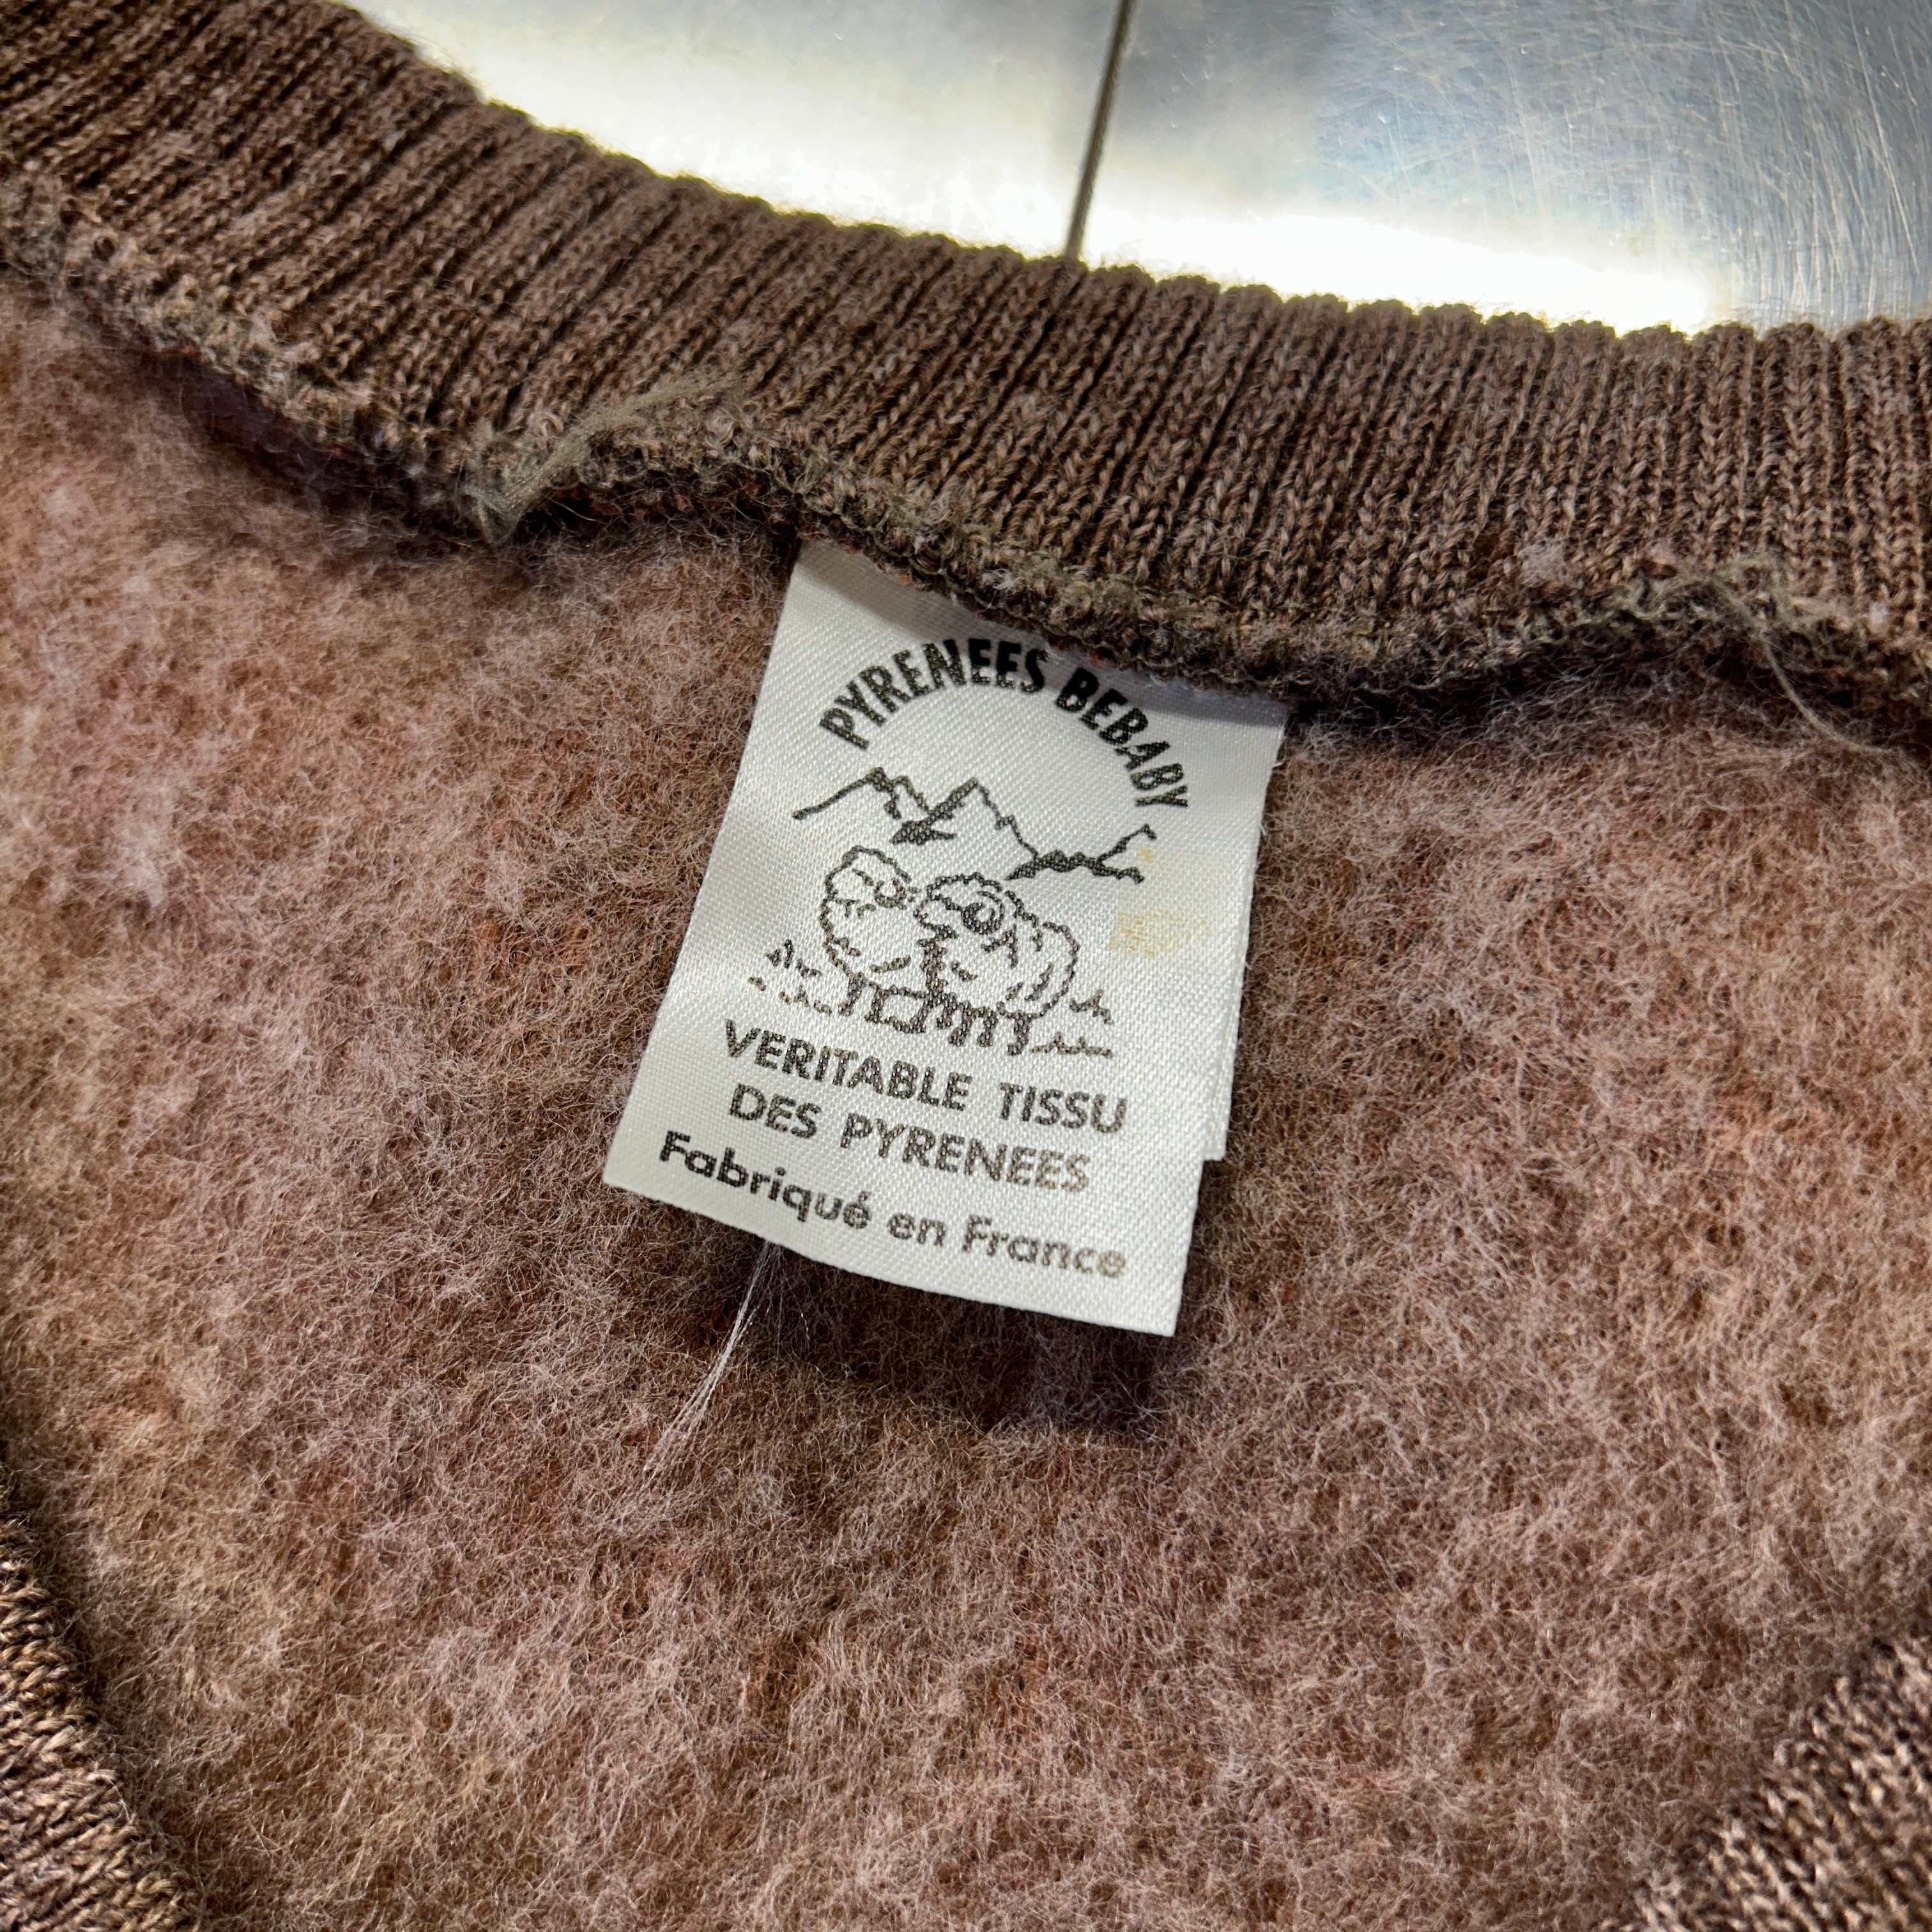 PYRENEES BEBABY
VERITABLE TISSU
DES PYRENEES
Fabriqué en France